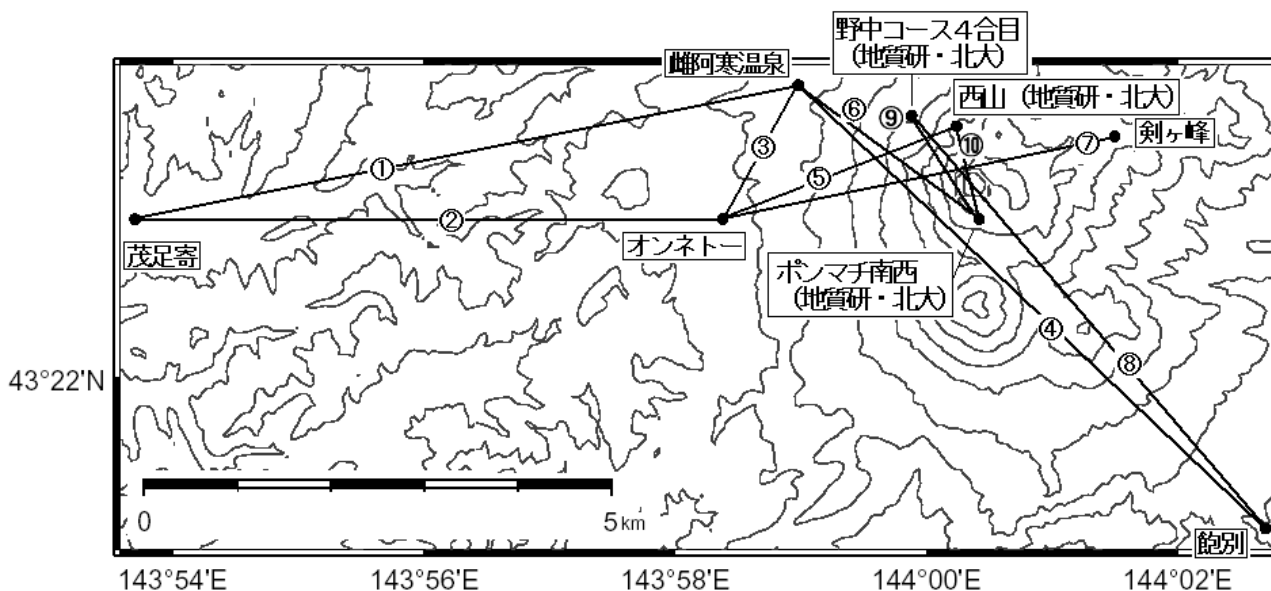 野中コース4合目
(地質研・北大)
雌阿寒温泉
西山(地質研・北大)
剣ヶ峰
⑥
⑨
⑦
⑩
③
①
⑤
②
茂足寄
オンネトー
ポンマチ南西
(地質研・北大)
④
⑧
43°22'N
0
5km
飽別
143°54'E
143°56'E
143°58'E
144°00'E
144°02'E